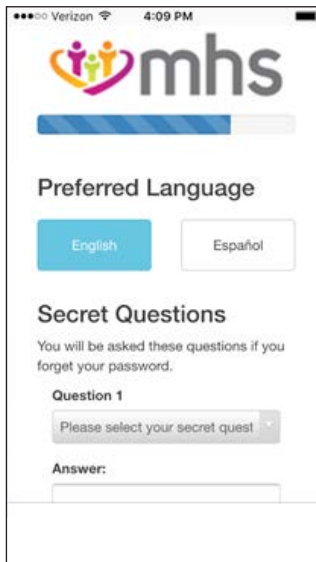 Verizon 4:09 PM
mhs
Preferred Language
English Español
Secret Questions
You will be asked these questions if you
forget your password.
Question 1
Please select your secret quest
Answer: